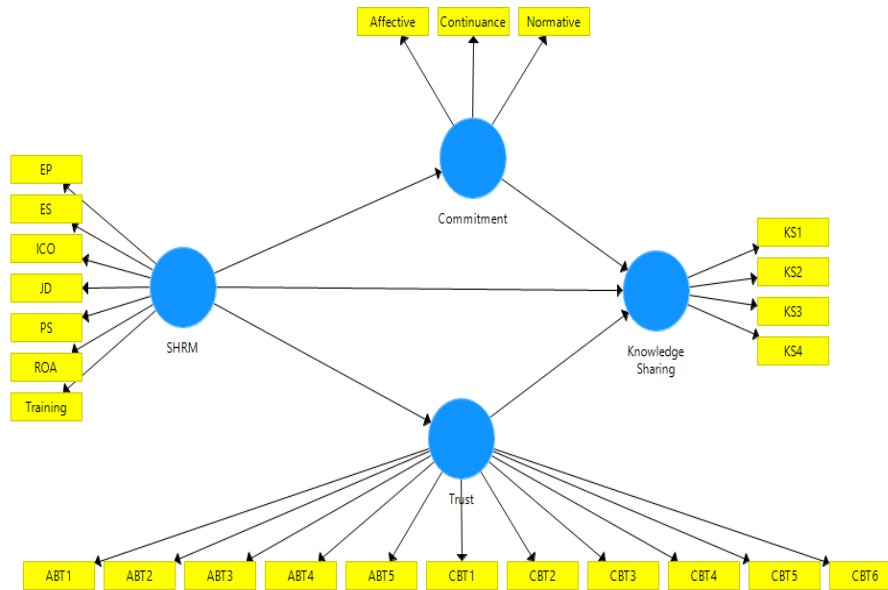 Affective
Continuance
Normative
Commitment
EP
ES
ICO
JD
PS
ROA
Training
SHRM
KS1
KS2
KS3
KS4
Knowledge
Sharing
Trust
ABT1
ABT2
ABT3
ABT4
ABT5
CBT1
CBT2
CBT3
CBT4
CBT5
CBT6